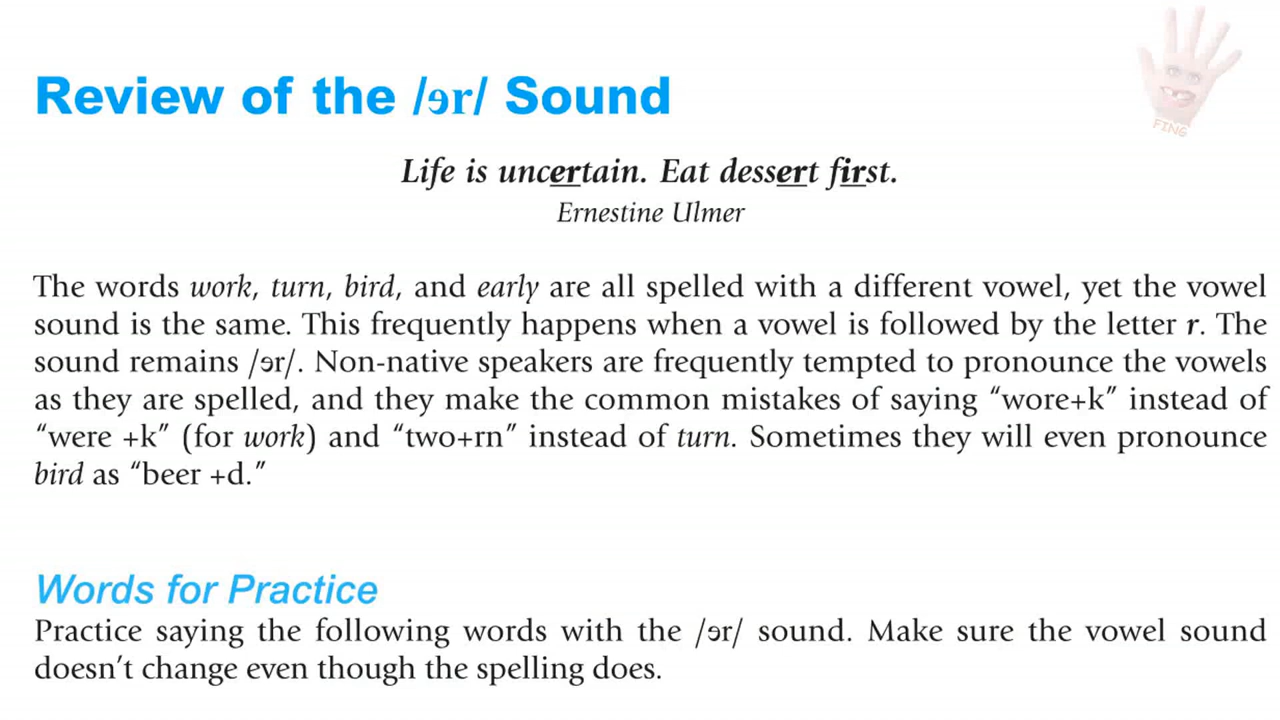 FING
Review of the /ɘr/ Sound
Life is uncertain. Eat dessert first.
Ernestine Ulmer
The words work, turn, bird, and early are all spelled with a different vowel, yet the vowel
sound is the same. This frequently happens when a vowel is followed by the letter r. The
sound remains /ɘr/. Non-native speakers are frequently tempted to pronounce the vowels
as they are spelled, and they make the common mistakes of saying “wore+k” instead of
“were +k” (for work) and “two+rn” instead of turn. Sometimes they will even pronounce
bird as “beer +d.”
Words for Practice
Practice saying the following words with the /ɘr/ sound. Make sure the vowel sound
doesn’t change even though the spelling does.